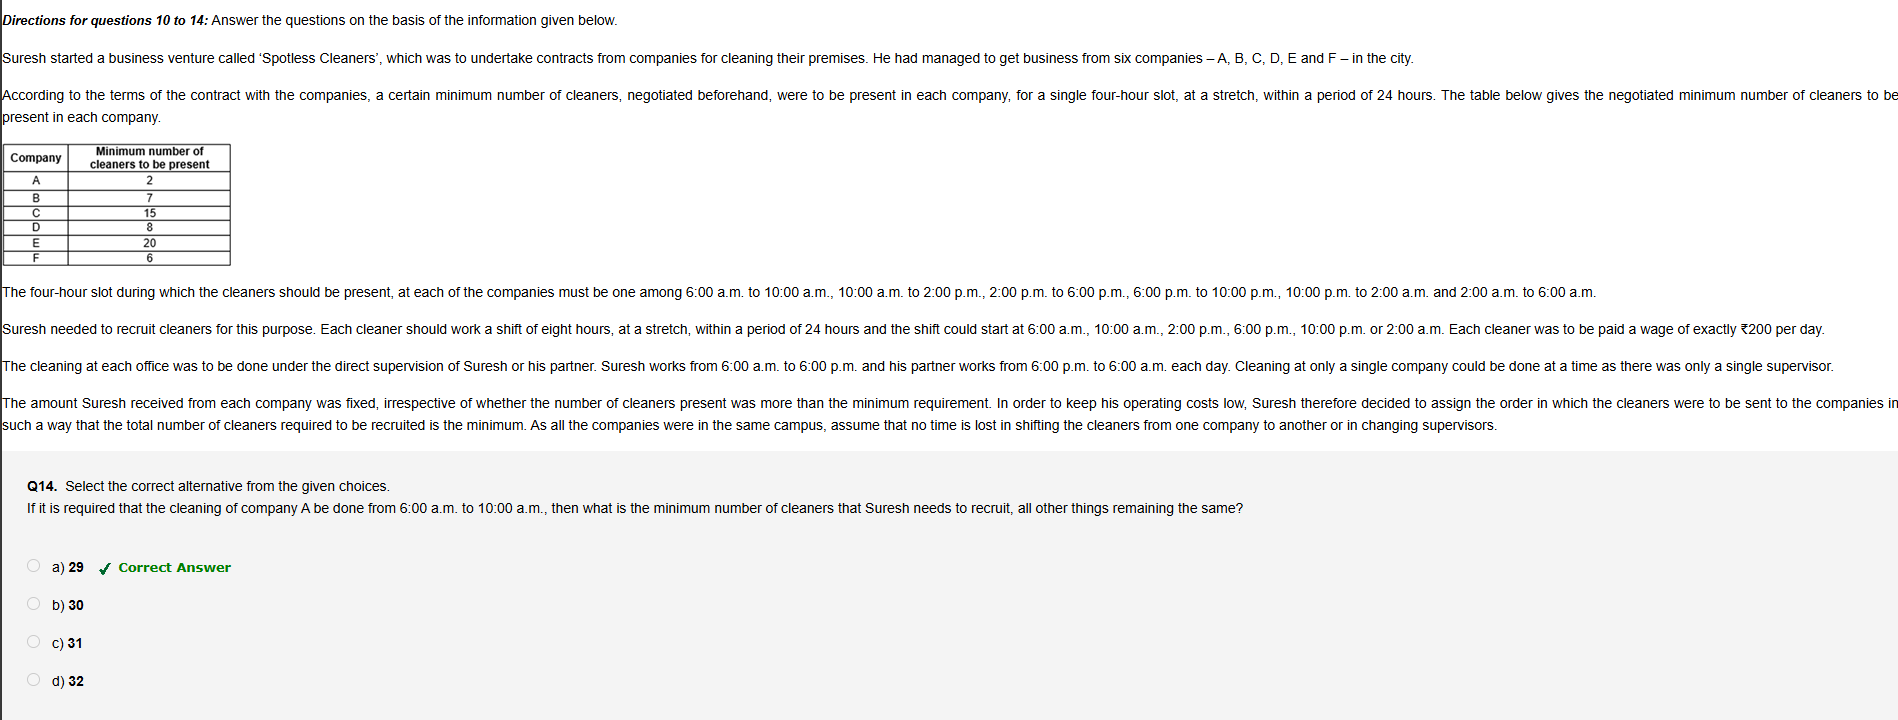 Directions for questions 10 to 14: Answer the questions on the basis of the information given below.
Suresh started a business venture called ‘Spotless Cleaners’, which was to undertake contracts from companies for cleaning their premises. He had managed to get business from six companies – A, B, C, D, E and F – in the city.
According to the terms of the contract with the companies, a certain minimum number of cleaners, negotiated beforehand, were to be present in each company, for a single four-hour slot, at a stretch, within a period of 24 hours. The table below gives the negotiated minimum number of cleaners to be
present in each company.
Company Minimum number of cleaners to be present
A 2
B 7
C 15
D 8
E 20
F 6
The four-hour slot during which the cleaners should be present, at each of the companies must be one among 6:00 a.m. to 10:00 a.m., 10:00 a.m. to 2:00 p.m., 2:00 p.m. to 6:00 p.m., 6:00 p.m. to 10:00 p.m., 10:00 p.m. to 2:00 a.m. and 2:00 a.m. to 6:00 a.m.
Suresh needed to recruit cleaners for this purpose. Each cleaner should work a shift of eight hours, at a stretch, within a period of 24 hours and the shift could start at 6:00 a.m., 10:00 a.m., 2:00 p.m., 6:00 p.m., 10:00 p.m. or 2:00 a.m. Each cleaner was to be paid a wage of exactly ₹200 per day.
The cleaning at each office was to be done under the direct supervision of Suresh or his partner. Suresh works from 6:00 a.m. to 6:00 p.m. and his partner works from 6:00 p.m. to 6:00 a.m. each day. Cleaning at only a single company could be done at a time as there was only a single supervisor.
The amount Suresh received from each company was fixed, irrespective of whether the number of cleaners present was more than the minimum requirement. In order to keep his operating costs low, Suresh therefore decided to assign the order in which the cleaners were to be sent to the companies in
such a way that the total number of cleaners required to be recruited is the minimum. As all the companies were in the same campus, assume that no time is lost in shifting the cleaners from one company to another or in changing supervisors.
Q14. Select the correct alternative from the given choices.
If it is required that the cleaning of company A be done from 6:00 a.m. to 10:00 a.m., then what is the minimum number of cleaners that Suresh needs to recruit, all other things remaining the same?
a) 29 ✓ Correct Answer
b) 30
c) 31
d) 32